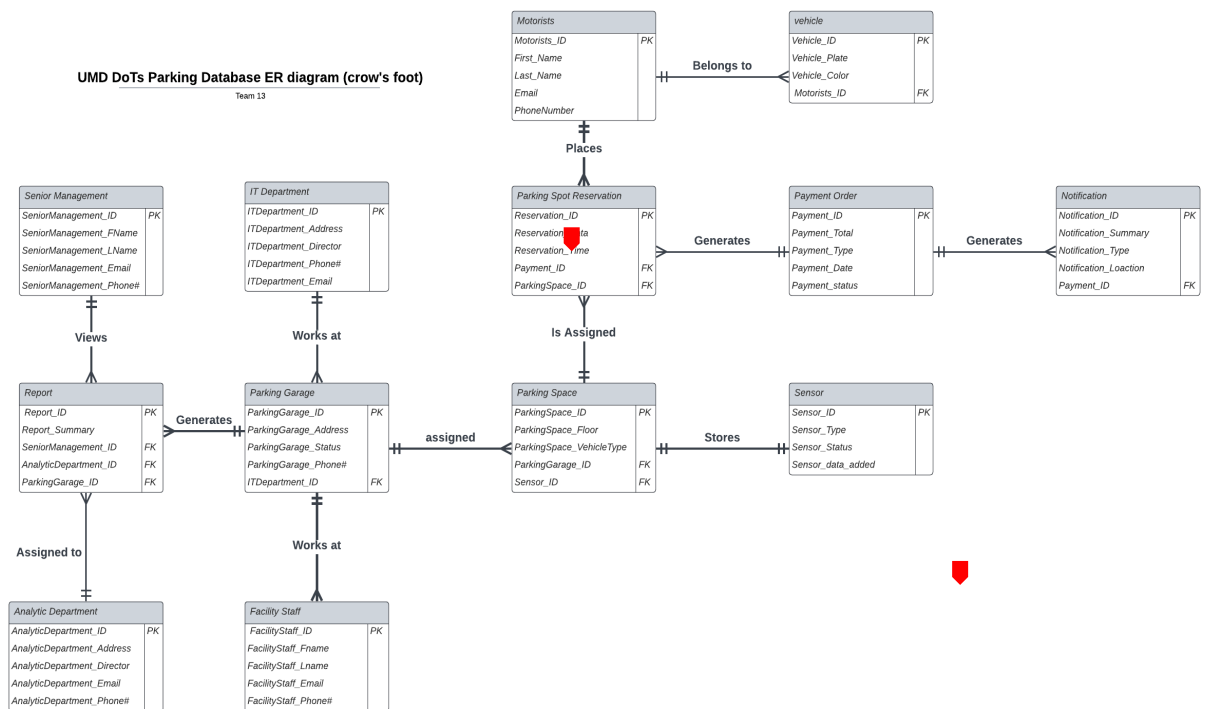 UMD DoTs Parking Database ER diagram (crow's foot)
Team 13
Motorists
Motorists_ID PK
First_Name
Last_Name
Email
PhoneNumber
Belongs to
vehicle
Vehicle_ID PK
Vehicle_Plate
Vehicle_Color
Motorists_ID FK
Places
Senior Management
SeniorManagement_ID PK
SeniorManagement_FName
SeniorManagement_LName
SeniorManagement_Email
SeniorManagement_Phone#
IT Department
ITDepartment_ID PK
ITDepartment_Address
ITDepartment_Director
ITDepartment_Phone#
ITDepartment_Email
Parking Spot Reservation
Reservation_ID PK
Reservation_Time
Payment_ID FK
ParkingSpace_ID FK
Generates
Payment Order
Payment_ID PK
Payment_Total
Payment_Type
Payment_Date
Payment_status
Generates
Notification
Notification_ID PK
Notification_Summary
Notification_Type
Notification_Loaction
Payment_ID FK
Views
Works at
Is Assigned
Report
Report_ID PK
Report_Summary
SeniorManagement_ID FK
AnalyticDepartment_ID FK
ParkingGarage_ID FK
Generates
Parking Garage
ParkingGarage_ID PK
ParkingGarage_Address
ParkingGarage_Status
ParkingGarage_Phone#
ITDepartment_ID FK
assigned
Parking Space
ParkingSpace_ID PK
ParkingSpace_Floor
ParkingSpace_VehicleType
ParkingGarage_ID FK
Sensor_ID FK
Stores
Sensor
Sensor_ID PK
Sensor_Type
Sensor_Status
Sensor_data_added
Assigned to
Works at
Analytic Department
AnalyticDepartment_ID PK
AnalyticDepartment_Address
AnalyticDepartment_Director
AnalyticDepartment_Email
AnalyticDepartment_Phone#
Facility Staff
FacilityStaff_ID PK
FacilityStaff_Fname
FacilityStaff_Lname
FacilityStaff_Email
FacilityStaff_Phone#